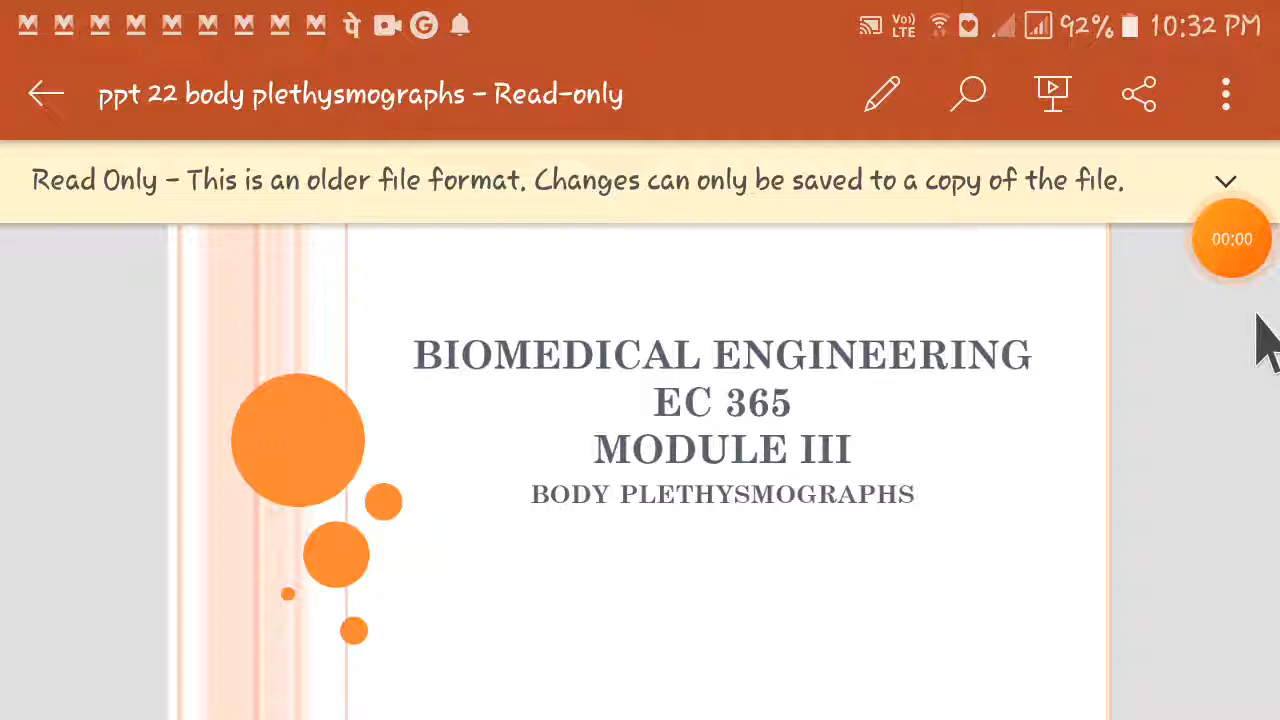 पे G Vo) LTE 92% 10:32 PM
ppt 22 body plethysmographs - Read-only
Read Only - This is an older file format. Changes can only be saved to a copy of the file.
00:00
BIOMEDICAL ENGINEERING
EC 365
MODULE III
BODY PLETHYSMOGRAPHS